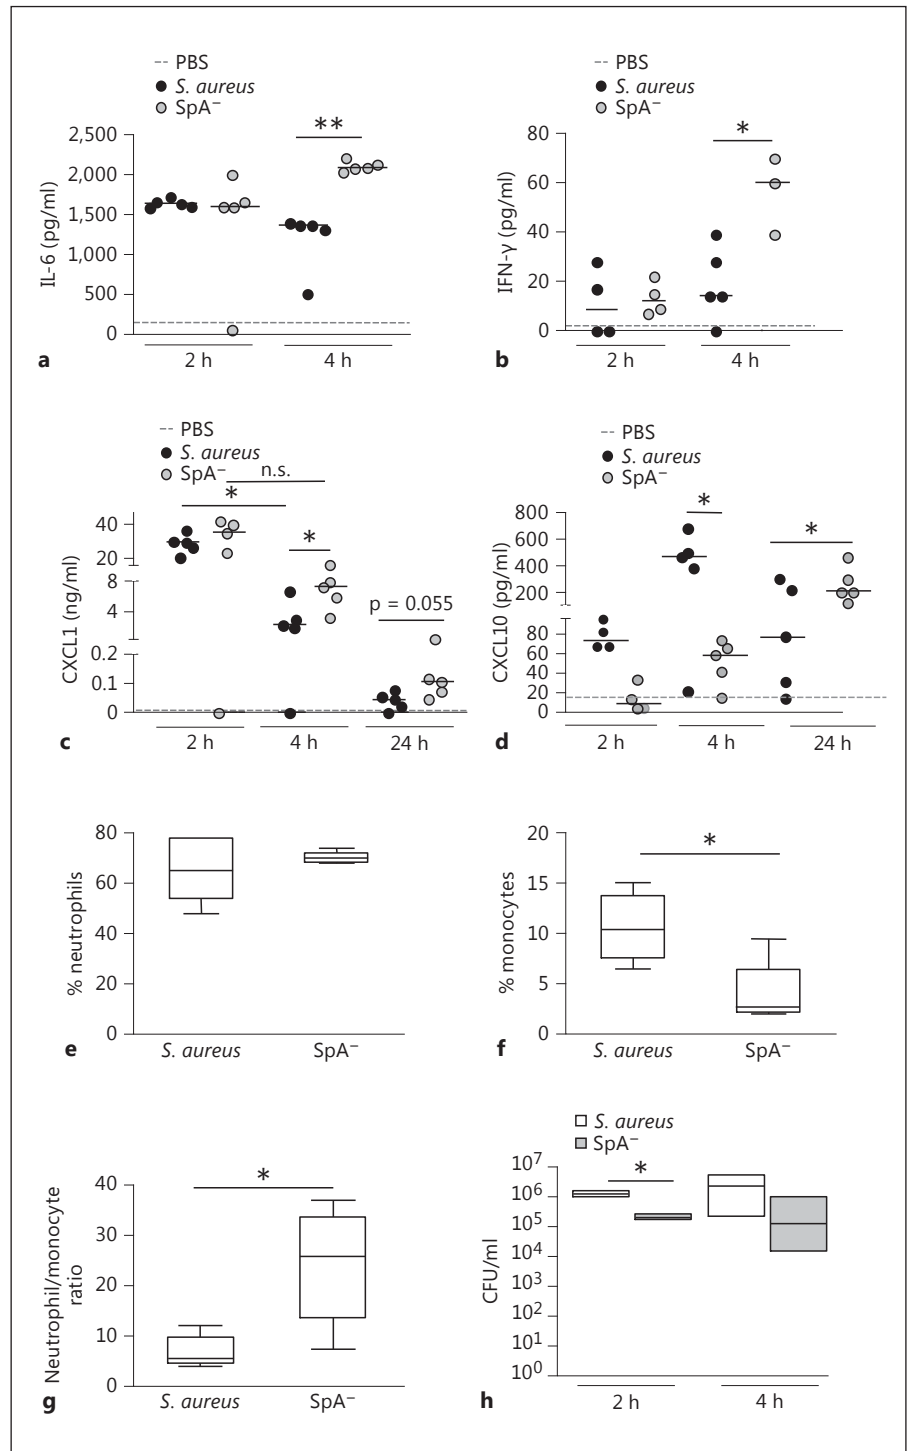 PBS
S. aureus
SpA⁻
**
2,500
2,000
1,500
1,000
500
0
IL-6 (pg/ml)
2 h
4 h
a
PBS
S. aureus
SpA⁻
*
80
60
40
20
0
IFN-γ (pg/ml)
2 h
4 h
b
PBS
S. aureus
SpA⁻
n.s.
*
*
p = 0.055
40
20
8
4
0.2
0.1
0
CXCL1 (ng/ml)
2 h
4 h
24 h
c
PBS
S. aureus
SpA⁻
*
*
800
600
400
200
80
60
40
20
0
CXCL10 (pg/ml)
2 h
4 h
24 h
d
80
60
40
20
0
% neutrophils
S. aureus
SpA⁻
e
*
20
15
10
5
0
% monocytes
S. aureus
SpA⁻
f
*
40
30
20
10
0
Neutrophil/monocyte
ratio
S. aureus
SpA⁻
g
S. aureus
SpA⁻
*
10⁷
10⁶
10⁵
10⁴
10³
10²
10¹
10⁰
CFU/ml
2 h
4 h
h